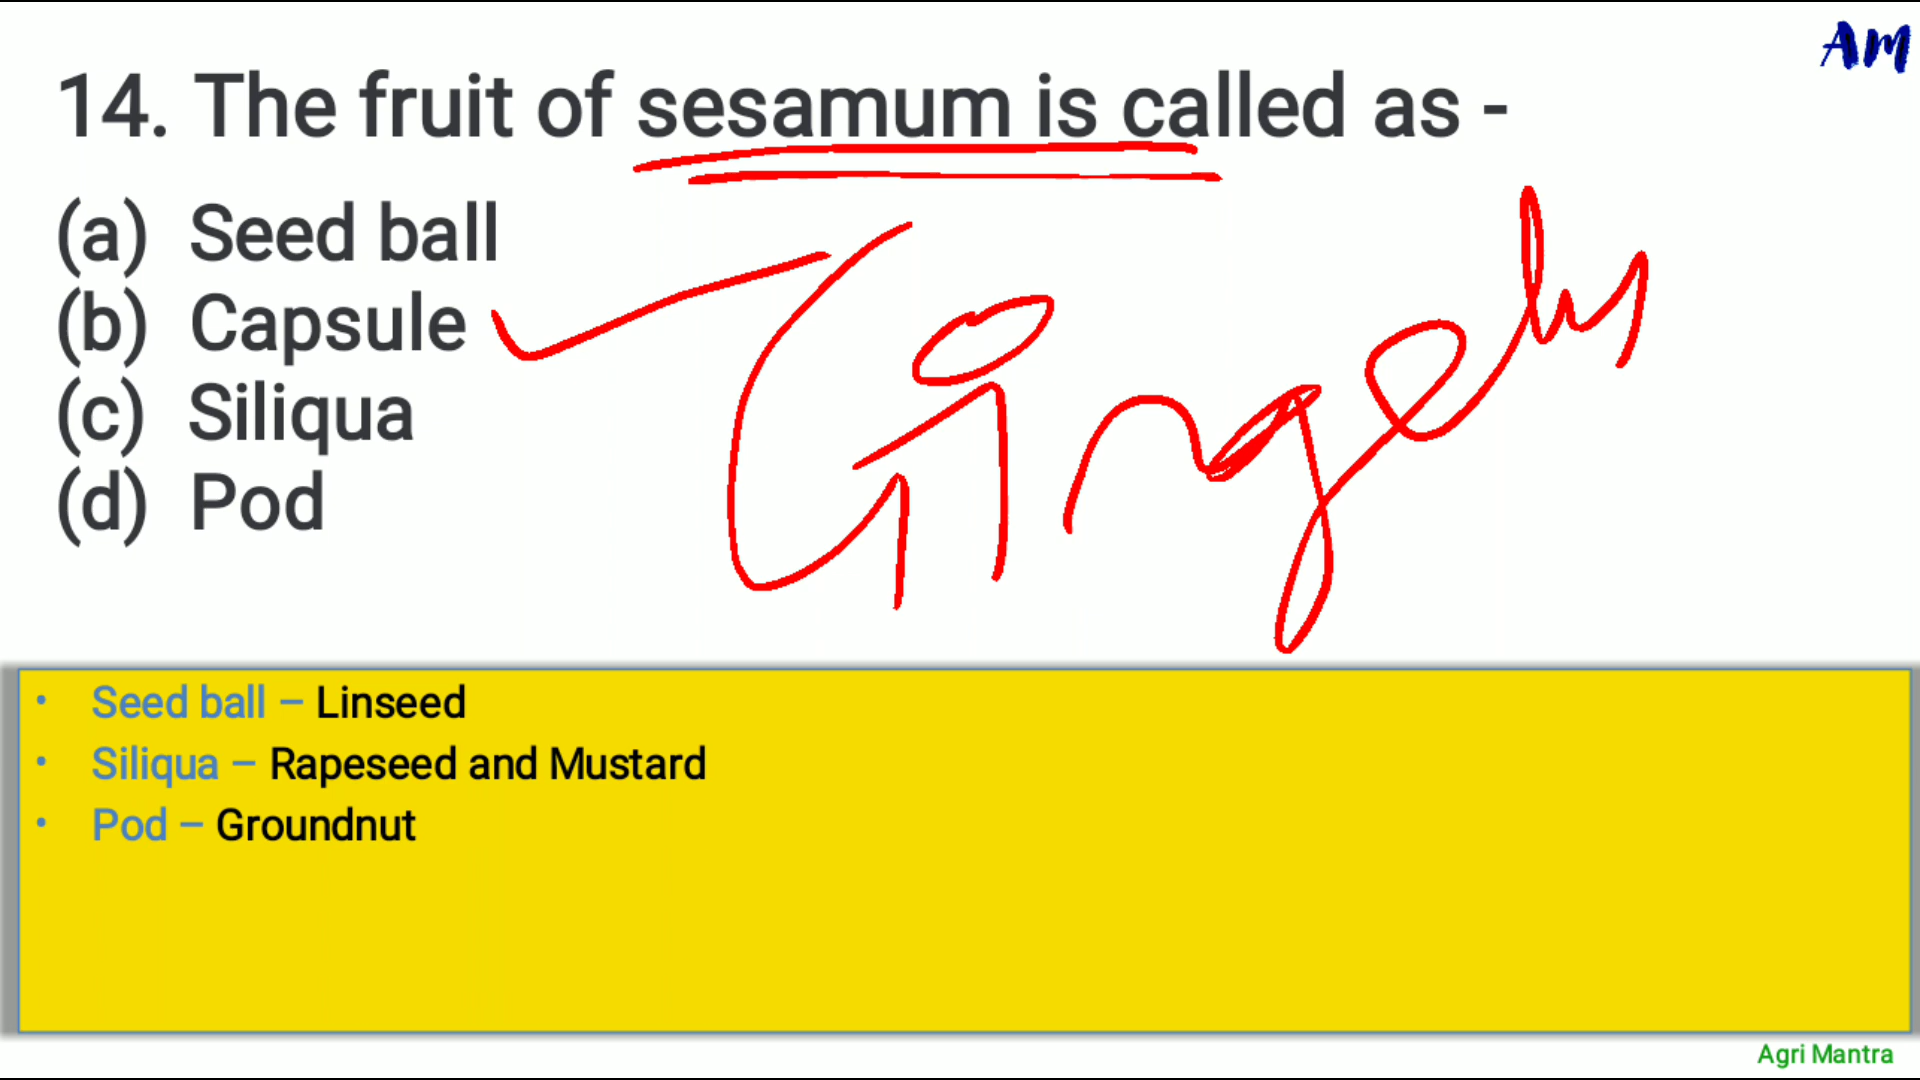 AM
14. The fruit of sesamum is called as -
(a) Seed ball
(b) Capsule
(c) Siliqua
(d) Pod
• Seed ball – Linseed
• Siliqua – Rapeseed and Mustard
• Pod – Groundnut
Agri Mantra